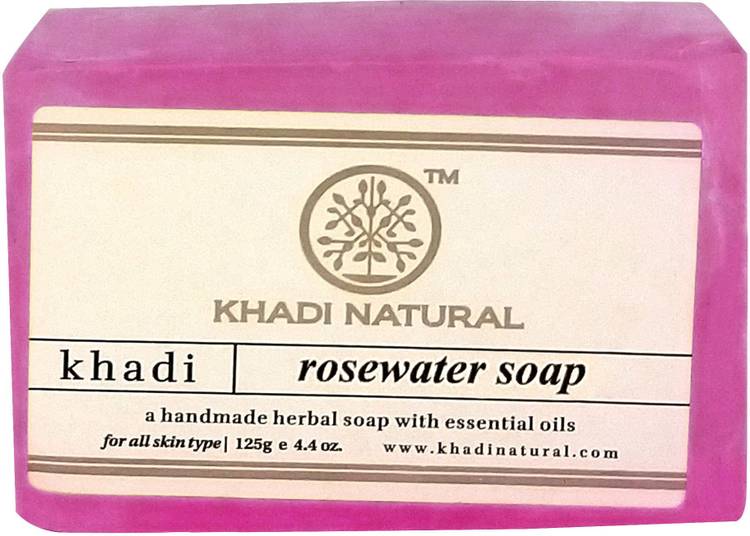 TM
KHADI NATURAL
khadi | rosewater soap
a handmade herbal soap with essential oils
for all skin type | 125g e 4.4 oz. www.khadinatural.com